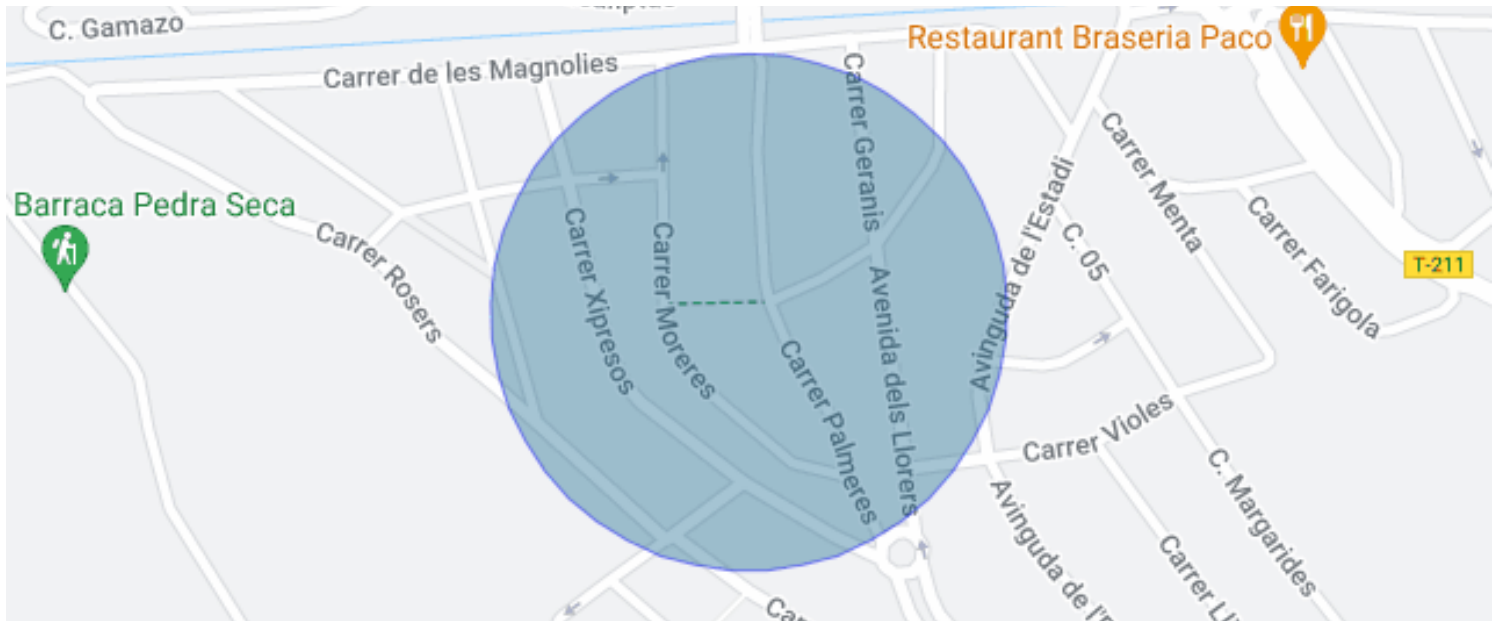 C. Gamazo
Restaurant Braseria Paco
Carrer de les Magnolies
Carrer Geranis
Carrer Menta
Avinguda de l'Estadi
Barraca Pedra Seca
Carrer Rosers
Carrer Xipresos
Carrer Moreres
C. 05
Carrer Farigola
T-211
Avenida dels Llorers
Carrer Palmeres
Carrer Violes
C. Margarides
Avinguda de l'
Carrer Ll
Car